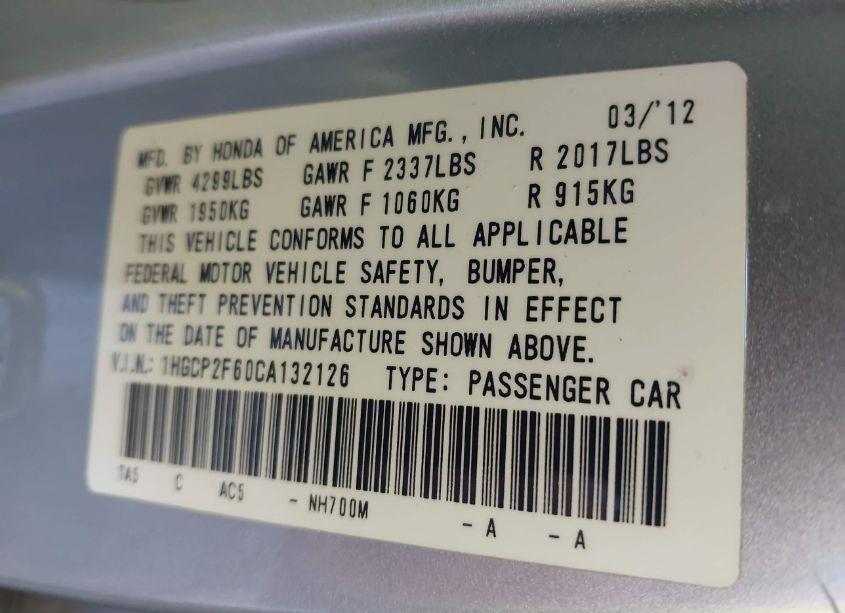 MFD. BY HONDA OF AMERICA MFG., INC. 03/'12
GVWR 4299LBS GAWR F 2337LBS R 2017LBS
GVWR 1950KG GAWR F 1060KG R 915KG
THIS VEHICLE CONFORMS TO ALL APPLICABLE
FEDERAL MOTOR VEHICLE SAFETY, BUMPER,
AND THEFT PREVENTION STANDARDS IN EFFECT
ON THE DATE OF MANUFACTURE SHOWN ABOVE.
V.I.N.: 1HGCP2F60CA132126 TYPE: PASSENGER CAR
TA5 C AC5 - NH700M - A - A